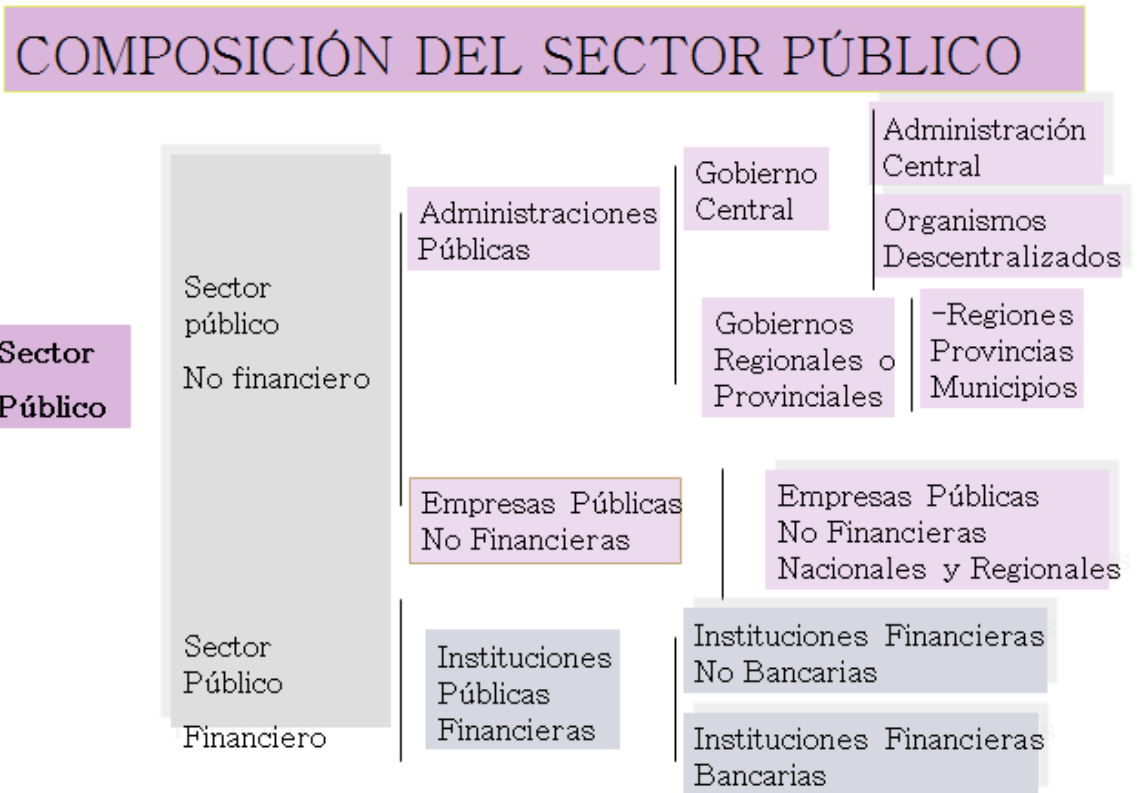 COMPOSICIÓN DEL SECTOR PÚBLICO
Sector
Público
Sector
público
No financiero
Administraciones
Públicas
Gobierno
Central
Administración
Central
Organismos
Descentralizados
Gobiernos
Regionales o
Provinciales
-Regiones
Provincias
Municipios
Empresas Públicas
No Financieras
Empresas Públicas
No Financieras
Nacionales y Regionales
Sector
Público
Financiero
Instituciones
Públicas
Financieras
Instituciones Financieras
No Bancarias
Instituciones Financieras
Bancarias